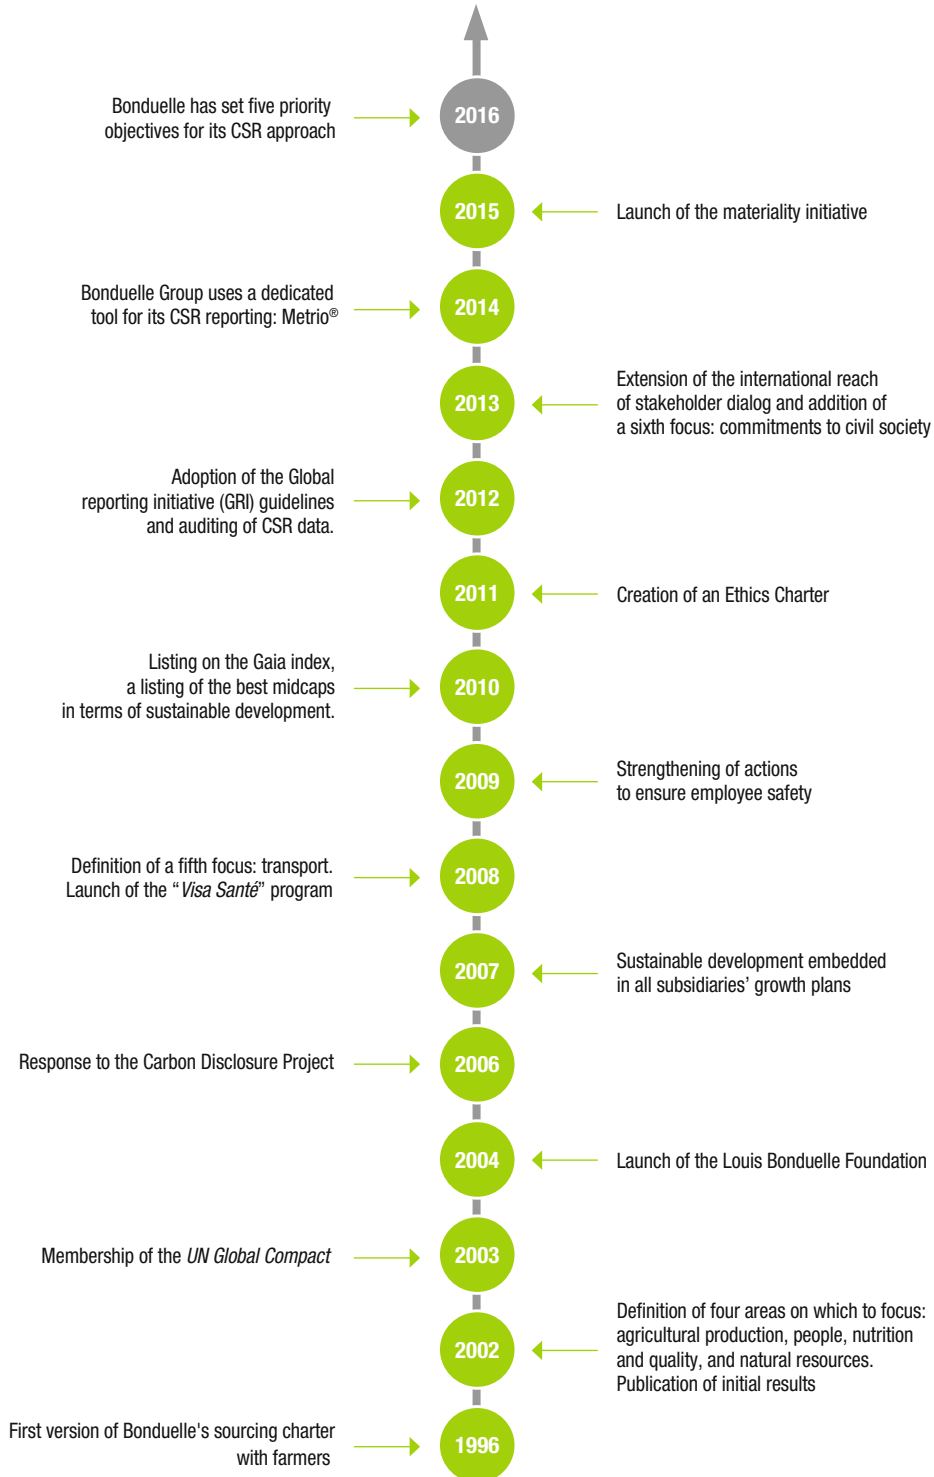 Bonduelle has set five priority
objectives for its CSR approach
2016
2015
Launch of the materiality initiative
Bonduelle Group uses a dedicated
tool for its CSR reporting: Metrio®
2014
2013
Extension of the international reach
of stakeholder dialog and addition of
a sixth focus: commitments to civil society
Adoption of the Global
reporting initiative (GRI) guidelines
and auditing of CSR data.
2012
2011
Creation of an Ethics Charter
Listing on the Gaia index,
a listing of the best midcaps
in terms of sustainable development.
2010
2009
Strengthening of actions
to ensure employee safety
Definition of a fifth focus: transport.
Launch of the “Visa Santé” program
2008
2007
Sustainable development embedded
in all subsidiaries’ growth plans
Response to the Carbon Disclosure Project
2006
2004
Launch of the Louis Bonduelle Foundation
Membership of the UN Global Compact
2003
2002
Definition of four areas on which to focus:
agricultural production, people, nutrition
and quality, and natural resources.
Publication of initial results
First version of Bonduelle's sourcing charter
with farmers
1996